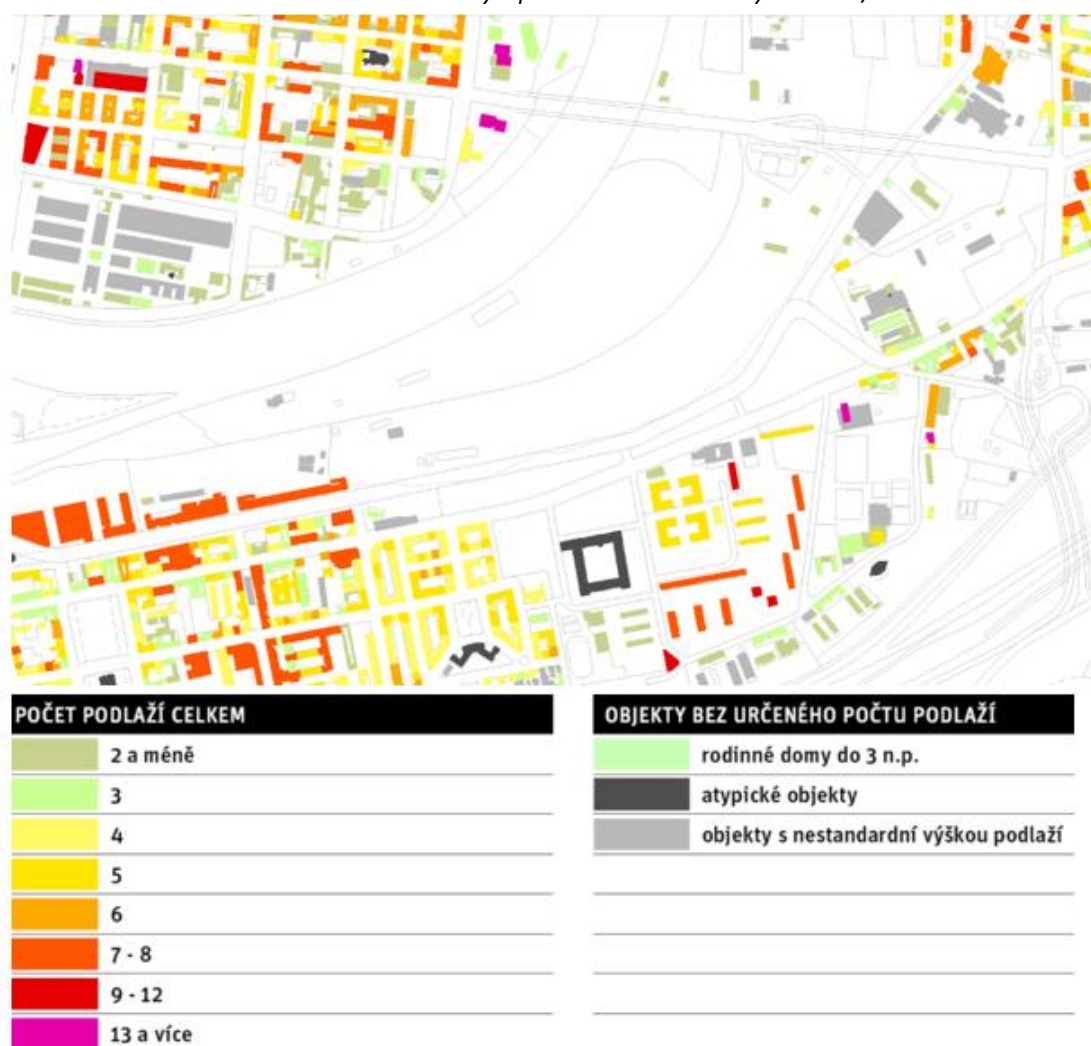 POČET PODLAŽÍ CELKEM
2 a méně
3
4
5
6
7 - 8
9 - 12
13 a více
OBJEKTY BEZ URČENÉHO POČTU PODLAŽÍ
rodinné domy do 3 n.p.
atypické objekty
objekty s nestandardní výškou podlaží